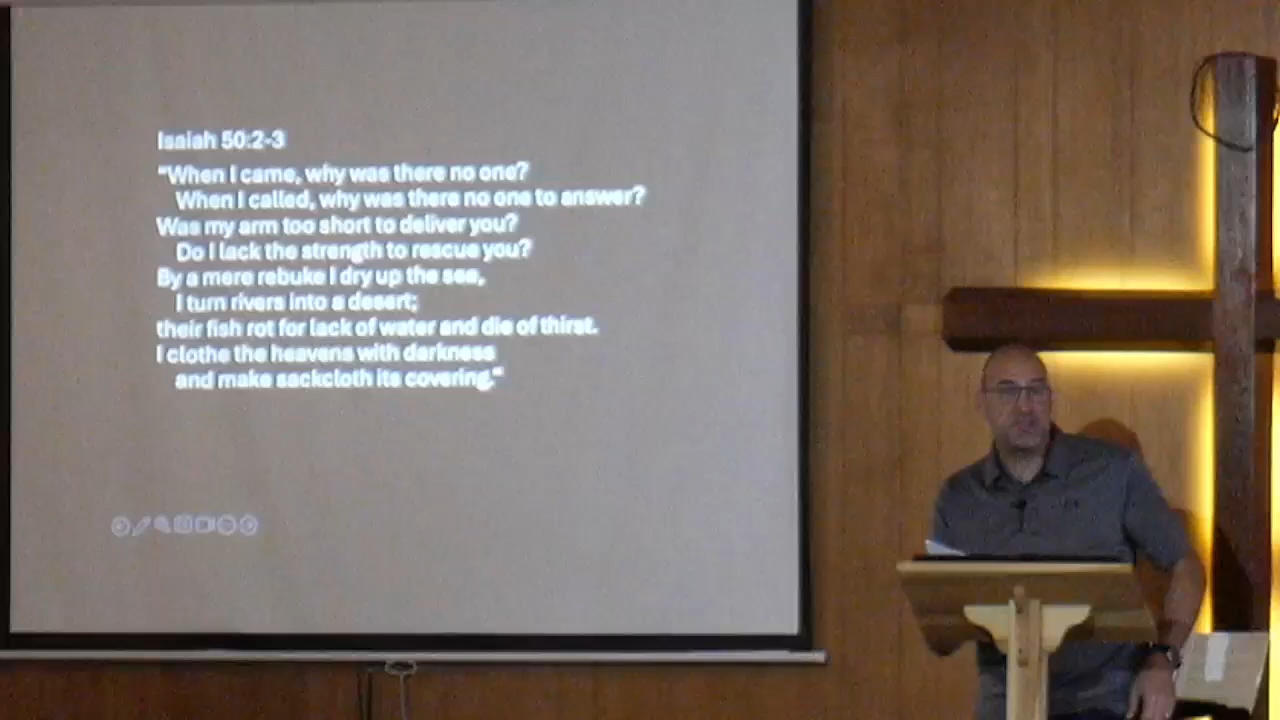 Isaiah 50:2-3
"When I came, why was there no one?
When I called, why was there no one to answer?
Was my arm too short to deliver you?
Do I lack the strength to rescue you?
By a mere rebuke I dry up the sea,
I turn rivers into a desert;
their fish rot for lack of water and die of thirst.
I clothe the heavens with darkness
and make sackcloth its covering."